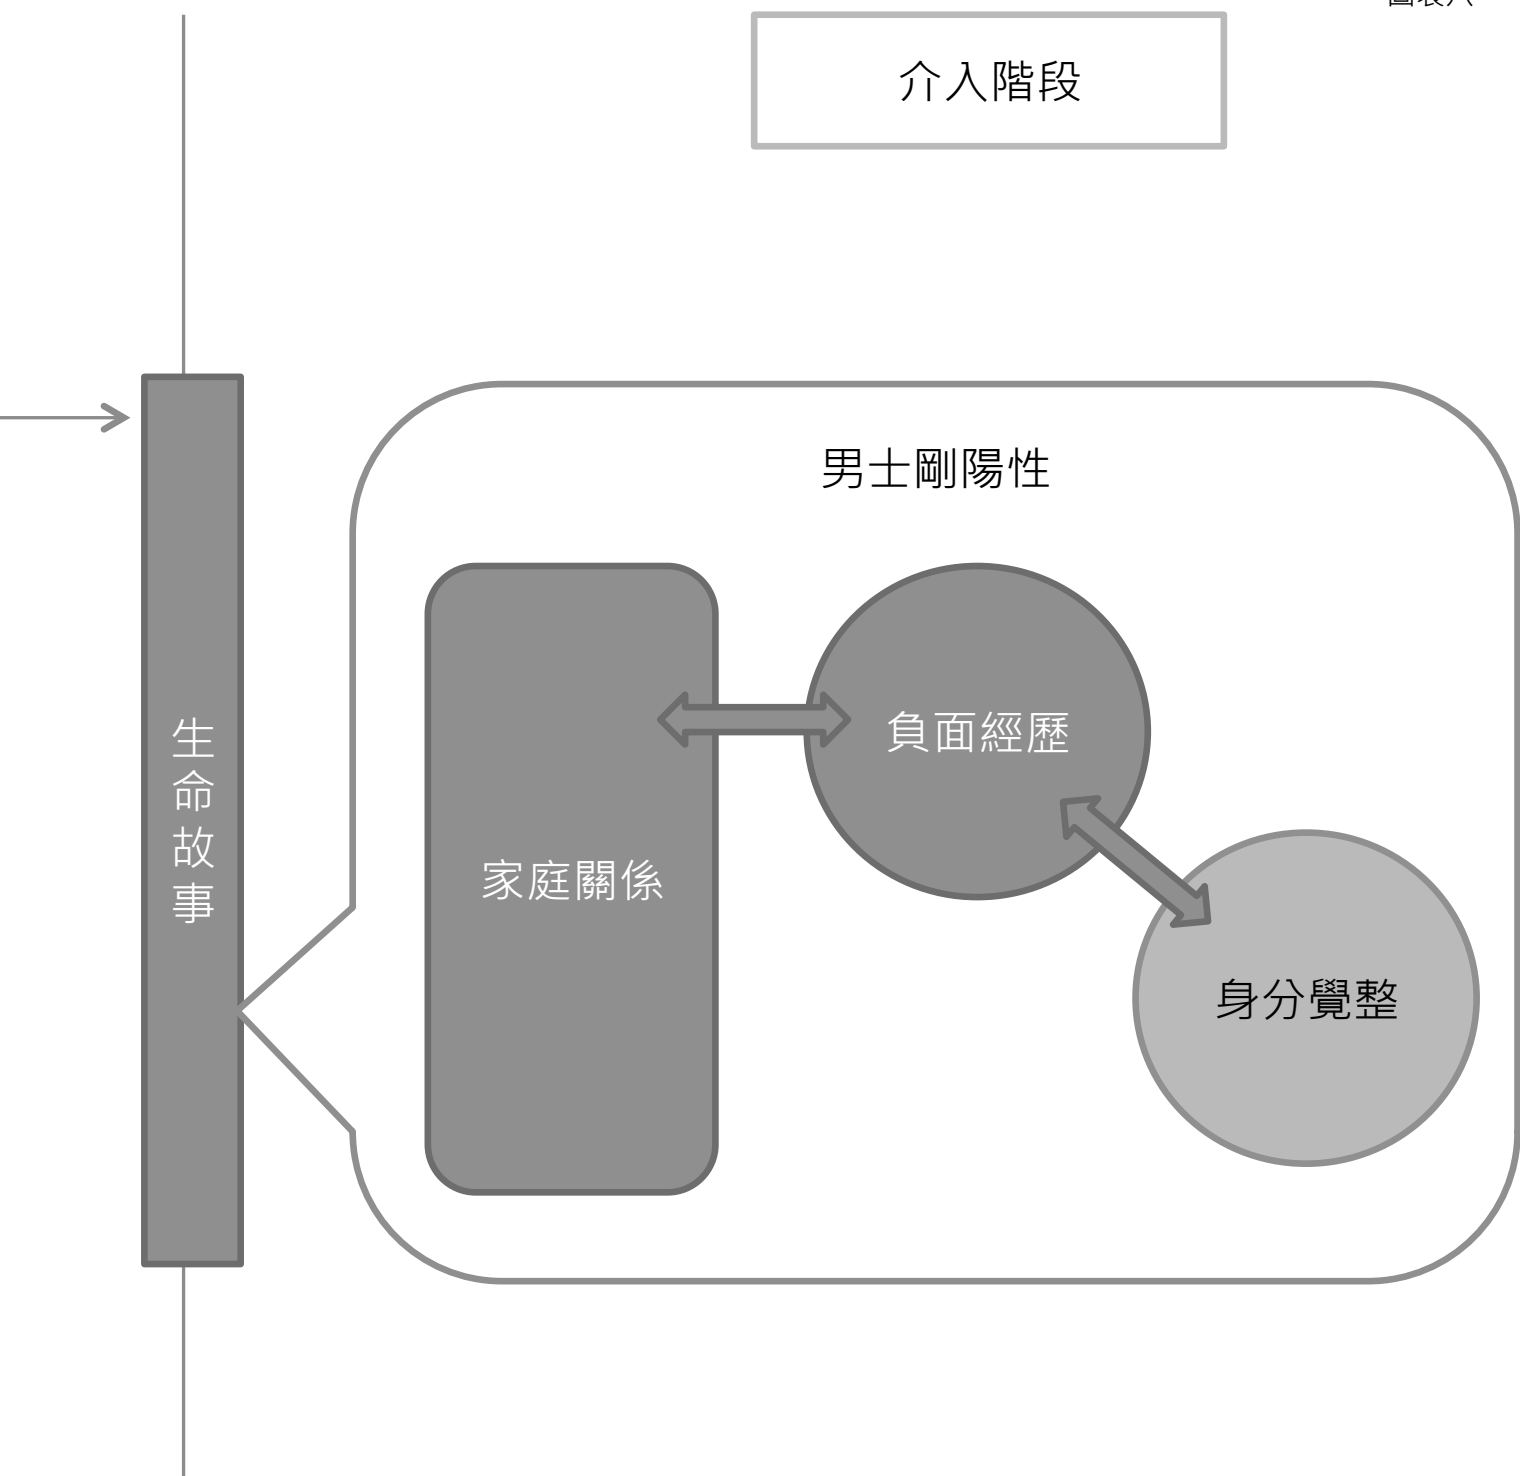 介入階段
男士剛陽性
負面經歷
家庭關係
生命故事
身分覺整